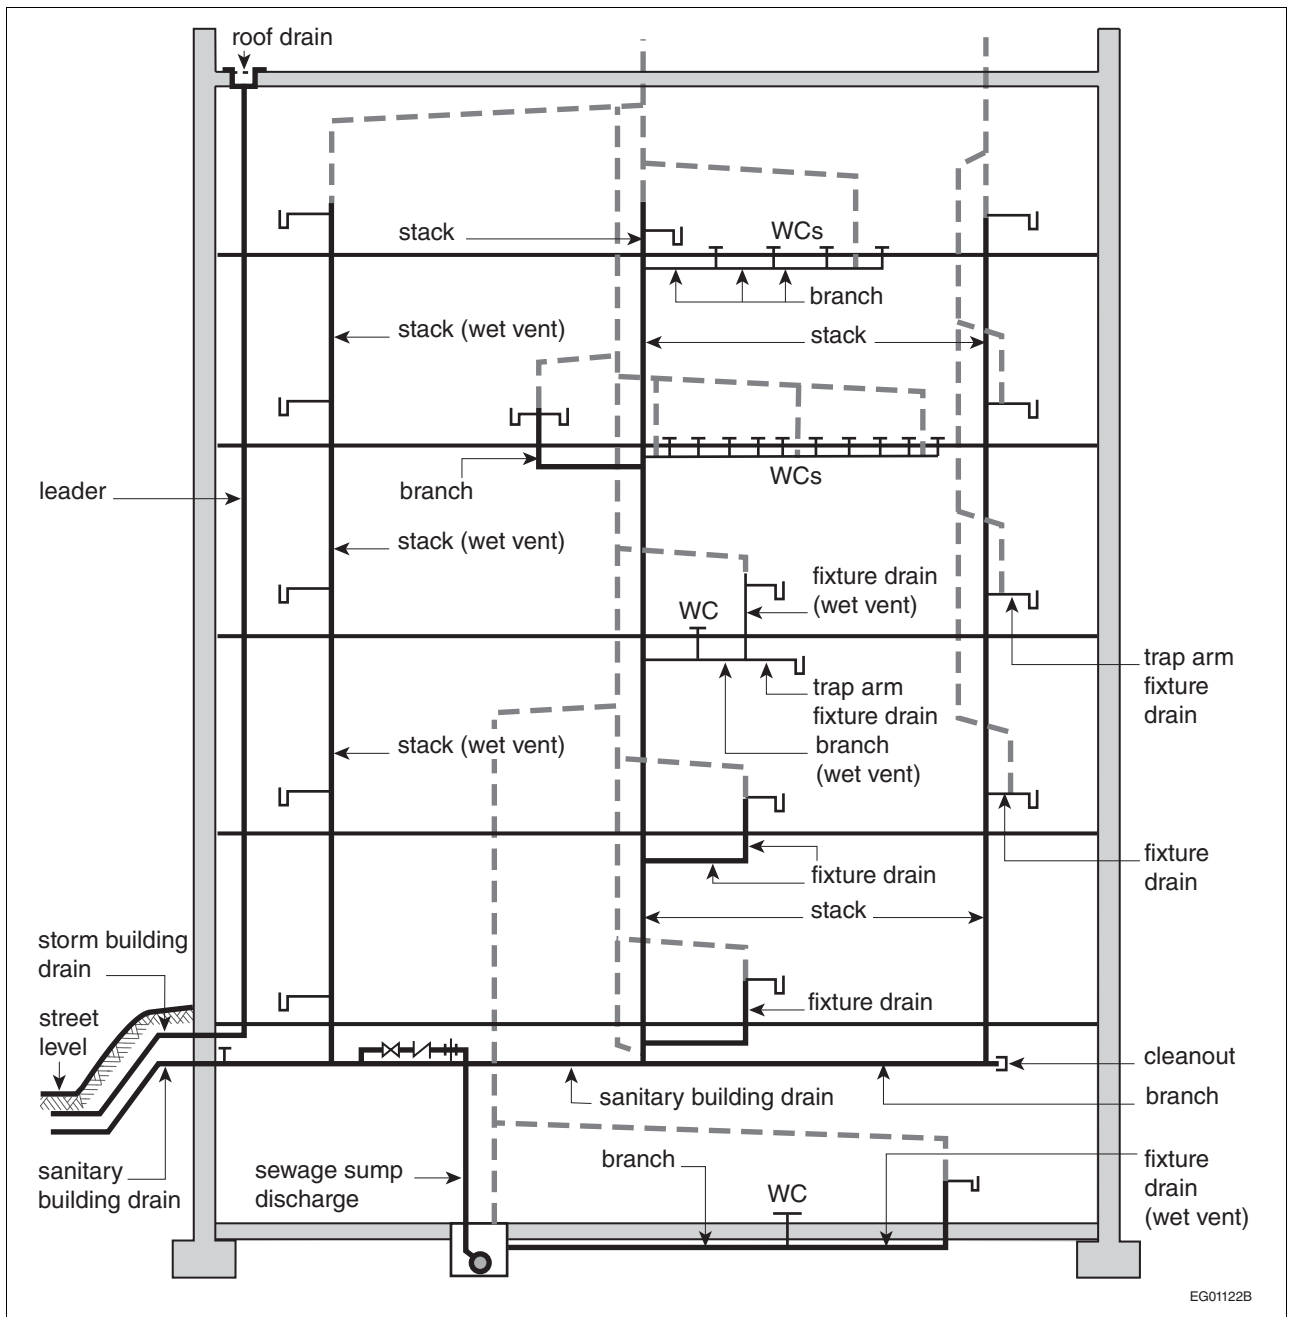 roof drain
stack
WCs
branch
stack (wet vent)
stack
leader
branch
WCs
stack (wet vent)
fixture drain
(wet vent)
WC
trap arm
fixture
drain
trap arm
fixture drain
branch
(wet vent)
stack (wet vent)
fixture drain
fixture
drain
stack
storm building
drain
fixture drain
street
level
cleanout
sanitary building drain
branch
sanitary
building drain
sewage sump
discharge
branch
WC
fixture
drain
(wet vent)
EG01122B